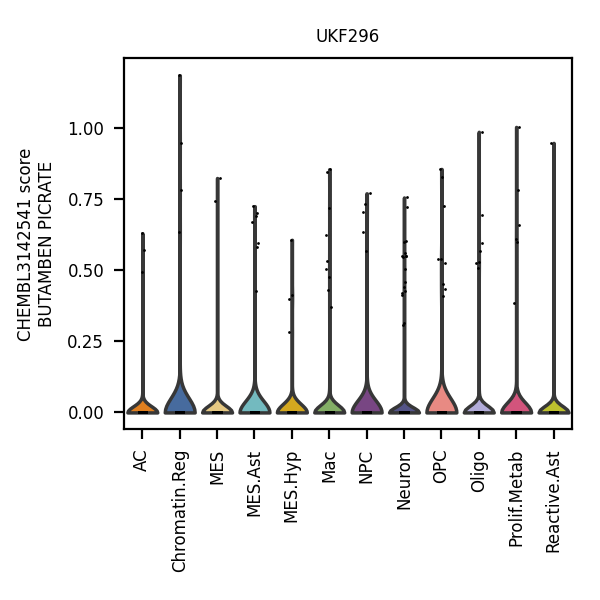 UKF296
CHEMBL3142541 score
BUTAMBEN PICRATE
1.00
0.75
0.50
0.25
0.00
AC
Chromatin.Reg
MES
MES.Ast
MES.Hyp
Mac
NPC
Neuron
OPC
Oligo
Prolif.Metab
Reactive.Ast